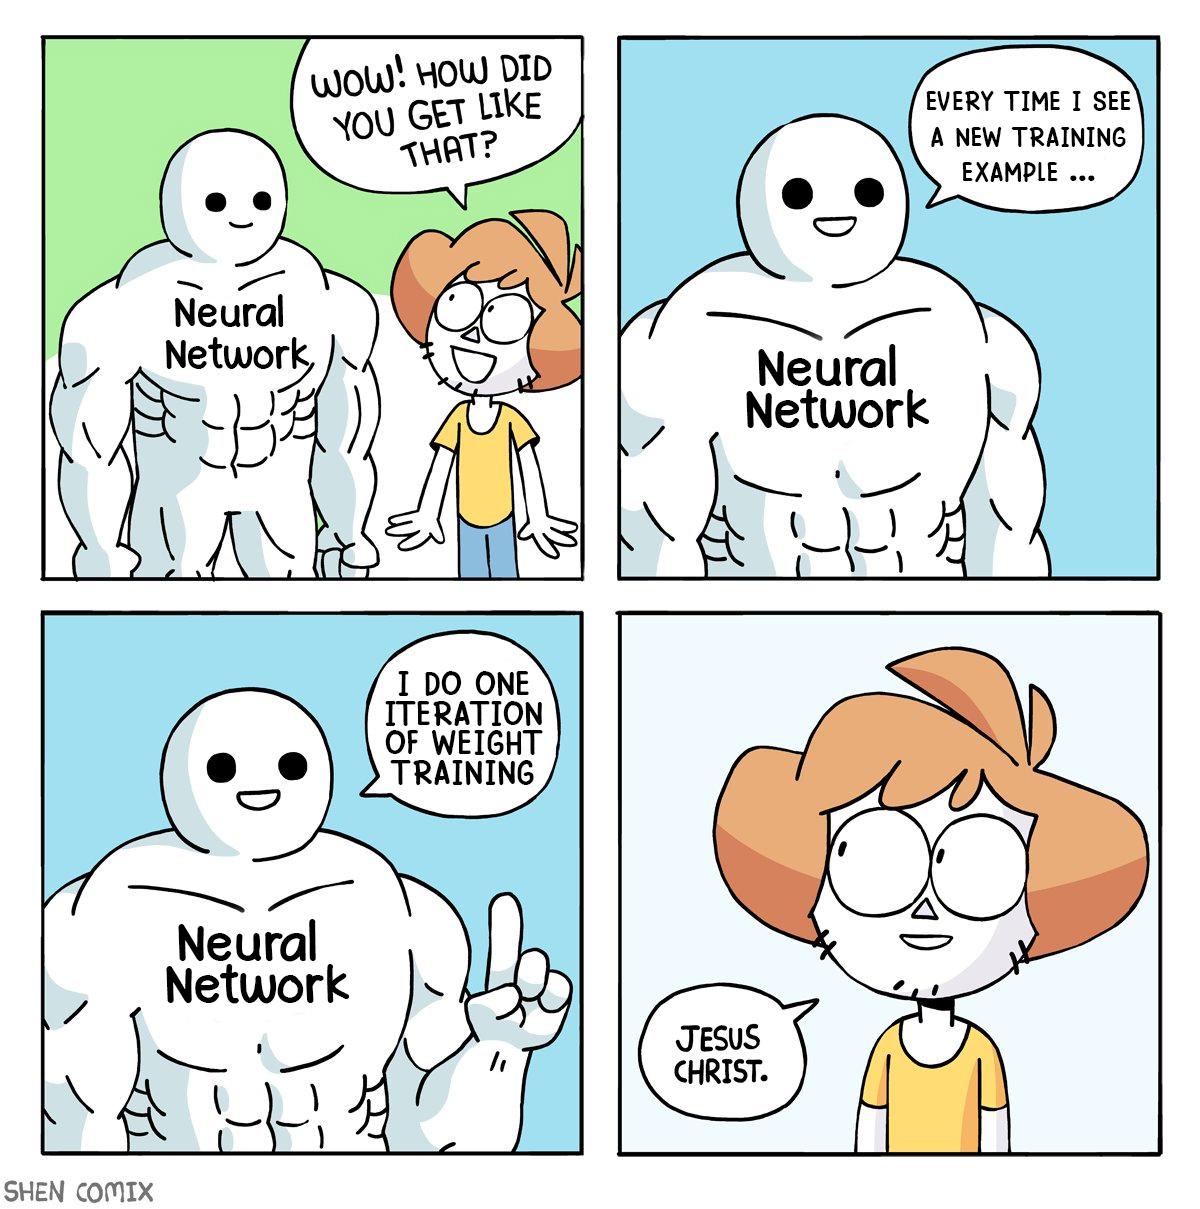 WOW! HOW DID
YOU GET LIKE
THAT?
Neural
Network
EVERY TIME I SEE
A NEW TRAINING
EXAMPLE ...
Neural
Network
I DO ONE
ITERATION
OF WEIGHT
TRAINING
Neural
Network
JESUS
CHRIST.
SHEN COMIX